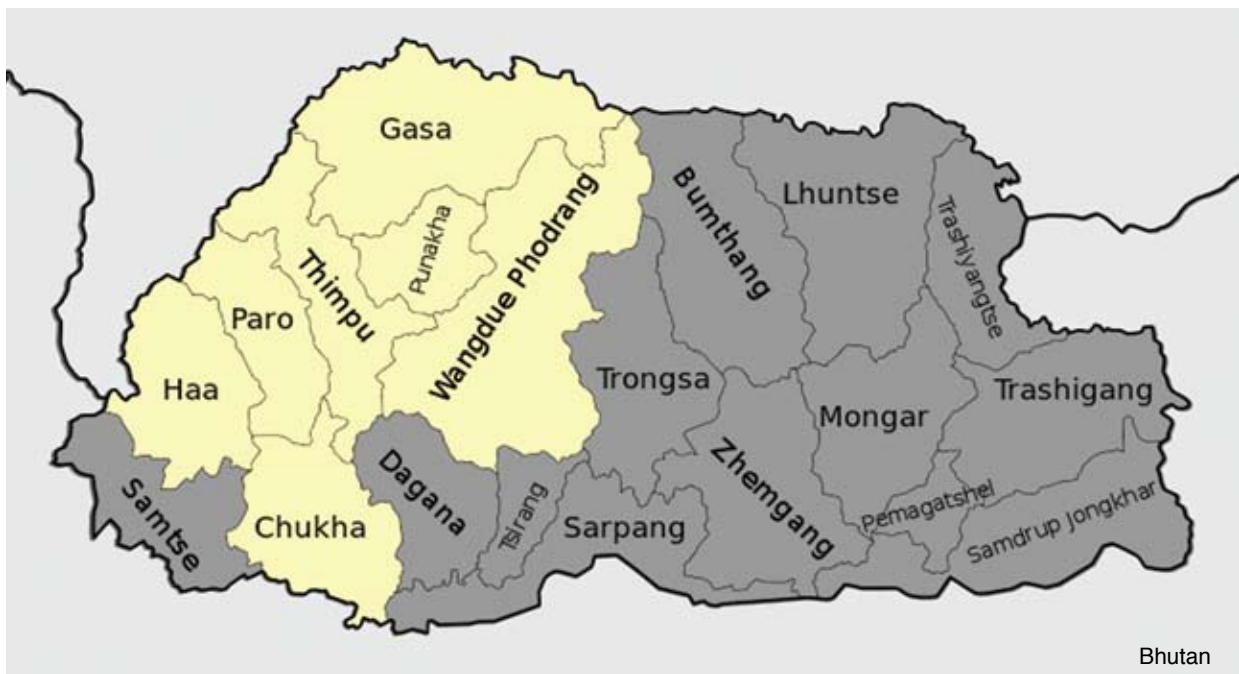 Gasa
Punakha
Thimpu
Wangdue Phodrang
Paro
Haa
Bumthang
Lhuntse
Trashiyangtse
Trongsa
Mongar
Trashigang
Samtse
Chukha
Dagana
Tsirang
Sarpang
Zhemgang
Pemagatshel
Samdrup Jongkhar
Bhutan